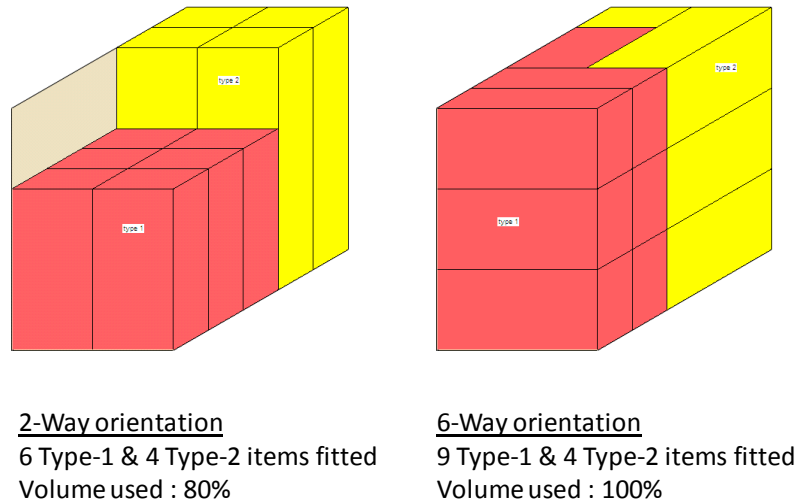 type 2
type 1
type 2
type 1
2-Way orientation
6 Type-1 & 4 Type-2 items fitted
Volume used : 80%
6-Way orientation
9 Type-1 & 4 Type-2 items fitted
Volume used : 100%